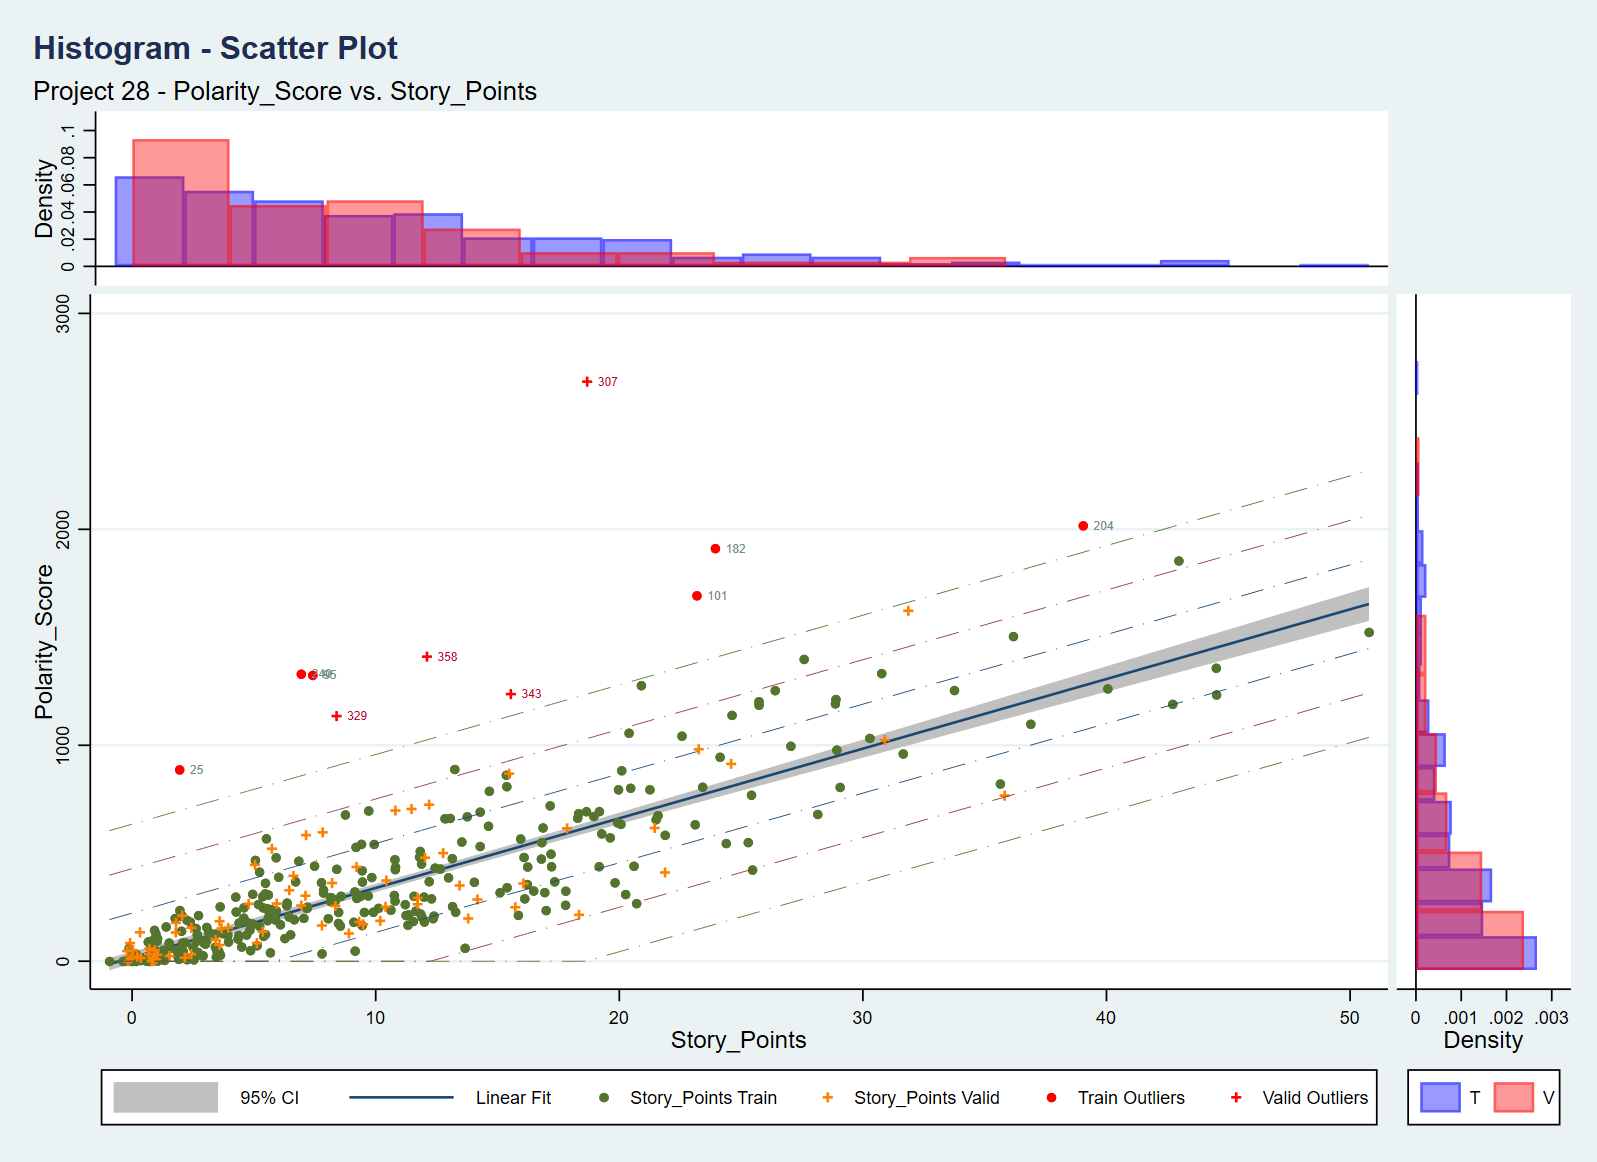 Histogram - Scatter Plot
Project 28 - Polarity_Score vs. Story_Points
Density
0 .02 .04 .06 .08 .1
Polarity_Score
0 1000 2000 3000
307
204
182
101
358
343
329
25
0 10 20 30 40 50
Story_Points
0 .001 .002 .003
Density
95% CI Linear Fit Story_Points Train Story_Points Valid Train Outliers Valid Outliers
T V